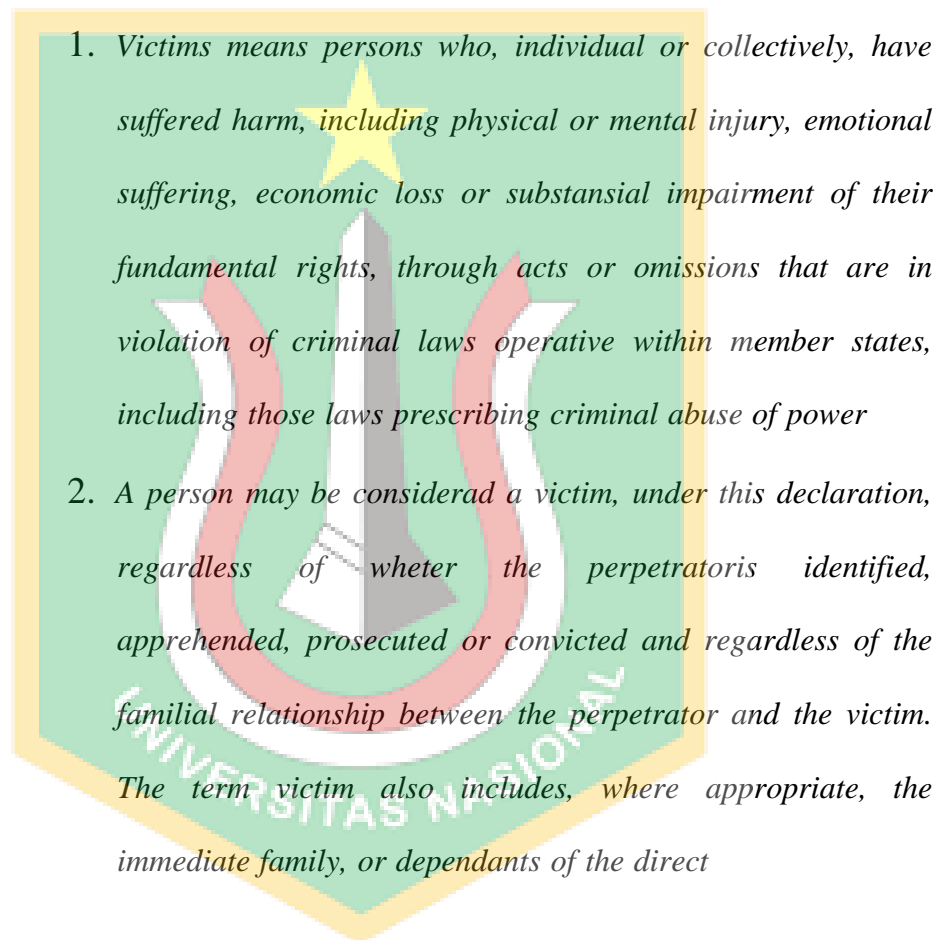 1. Victims means persons who, individual or collectively, have
suffered harm, including physical or mental injury, emotional
suffering, economic loss or substansial impairment of their
fundamental rights, through acts or omissions that are in
violation of criminal laws operative within member states,
including those laws prescribing criminal abuse of power
2. A person may be considerad a victim, under this declaration,
regardless of wheter the perpetratoris identified,
apprehended, prosecuted or convicted and regardless of the
familial relationship between the perpetrator and the victim.
The term victim also includes, where appropriate, the
immediate family, or dependants of the direct
UNIVERSITAS NASIONAL